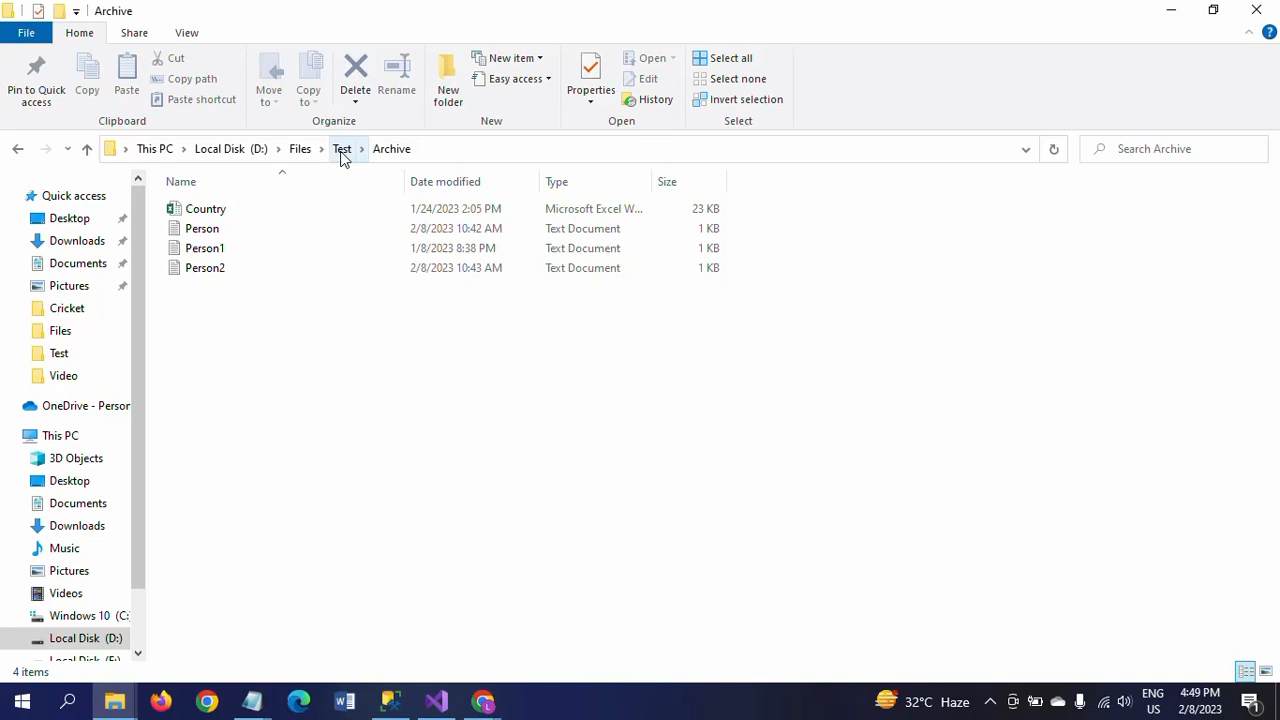 Archive
File Home Share View
Pin to Quick access
Copy
Paste
Cut
Copy path
Paste shortcut
Clipboard
Move to
Copy to
Delete
Rename
Organize
New folder
New item
Easy access
New
Properties
Open
Edit
History
Open
Select all
Select none
Invert selection
Select
This PC Local Disk (D:) Files Test Archive
Search Archive
Name Date modified Type Size
Country 1/24/2023 2:05 PM Microsoft Excel W... 23 KB
Person 2/8/2023 10:42 AM Text Document 1 KB
Person1 1/8/2023 8:38 PM Text Document 1 KB
Person2 2/8/2023 10:43 AM Text Document 1 KB
Quick access
Desktop
Downloads
Documents
Pictures
Cricket
Files
Test
Video
OneDrive - Person
This PC
3D Objects
Desktop
Documents
Downloads
Music
Pictures
Videos
Windows 10 (C:
Local Disk (D:)
Local Disk (E:)
4 items
32°C Haze
ENG
US
4:49 PM
2/8/2023
1